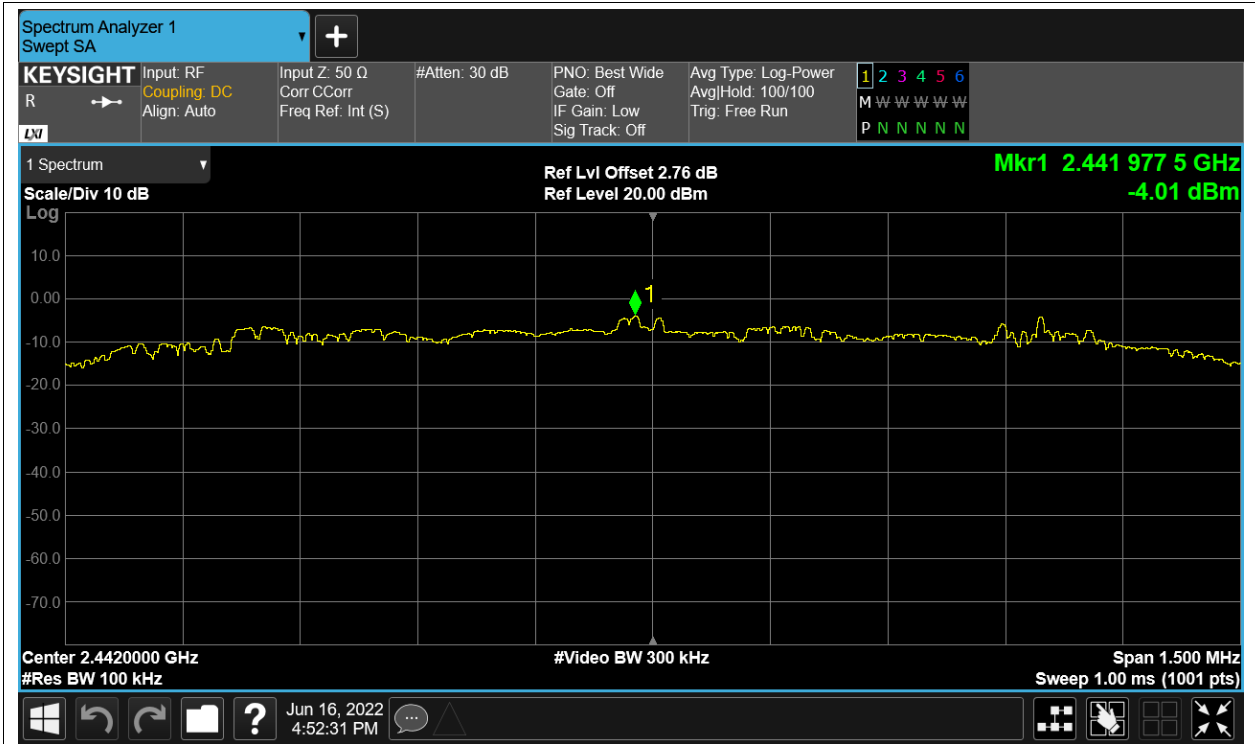 Spectrum Analyzer 1
Swept SA
KEYSIGHT
R
LXI
Input: RF
Coupling: DC
Align: Auto
Input Z: 50 Ω
Corr CCorr
Freq Ref: Int (S)
#Atten: 30 dB
PNO: Best Wide
Gate: Off
IF Gain: Low
Sig Track: Off
Avg Type: Log-Power
Avg|Hold: 100/100
Trig: Free Run
1 2 3 4 5 6
M W W W W W
P N N N N N
1 Spectrum
Scale/Div 10 dB
Log
Ref Lvl Offset 2.76 dB
Ref Level 20.00 dBm
Mkr1 2.441 977 5 GHz
-4.01 dBm
10.0
0.00
1
-10.0
-20.0
-30.0
-40.0
-50.0
-60.0
-70.0
Center 2.4420000 GHz
#Res BW 100 kHz
#Video BW 300 kHz
Span 1.500 MHz
Sweep 1.00 ms (1001 pts)
?
Jun 16, 2022
4:52:31 PM